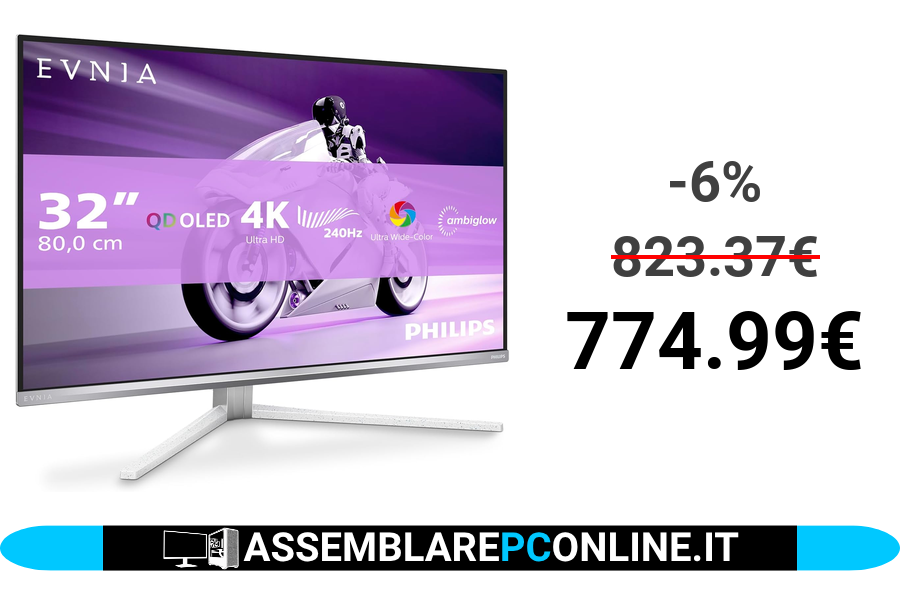 EVNIA
32"
80,0 cm
QD OLED
4K
Ultra HD
240Hz
Ultra Wide-Color
ambiglow
PHILIPS
PHILIPS
EVNIA
-6%
823.37€
774.99€
ASSEMBLAREPCONLINE.IT